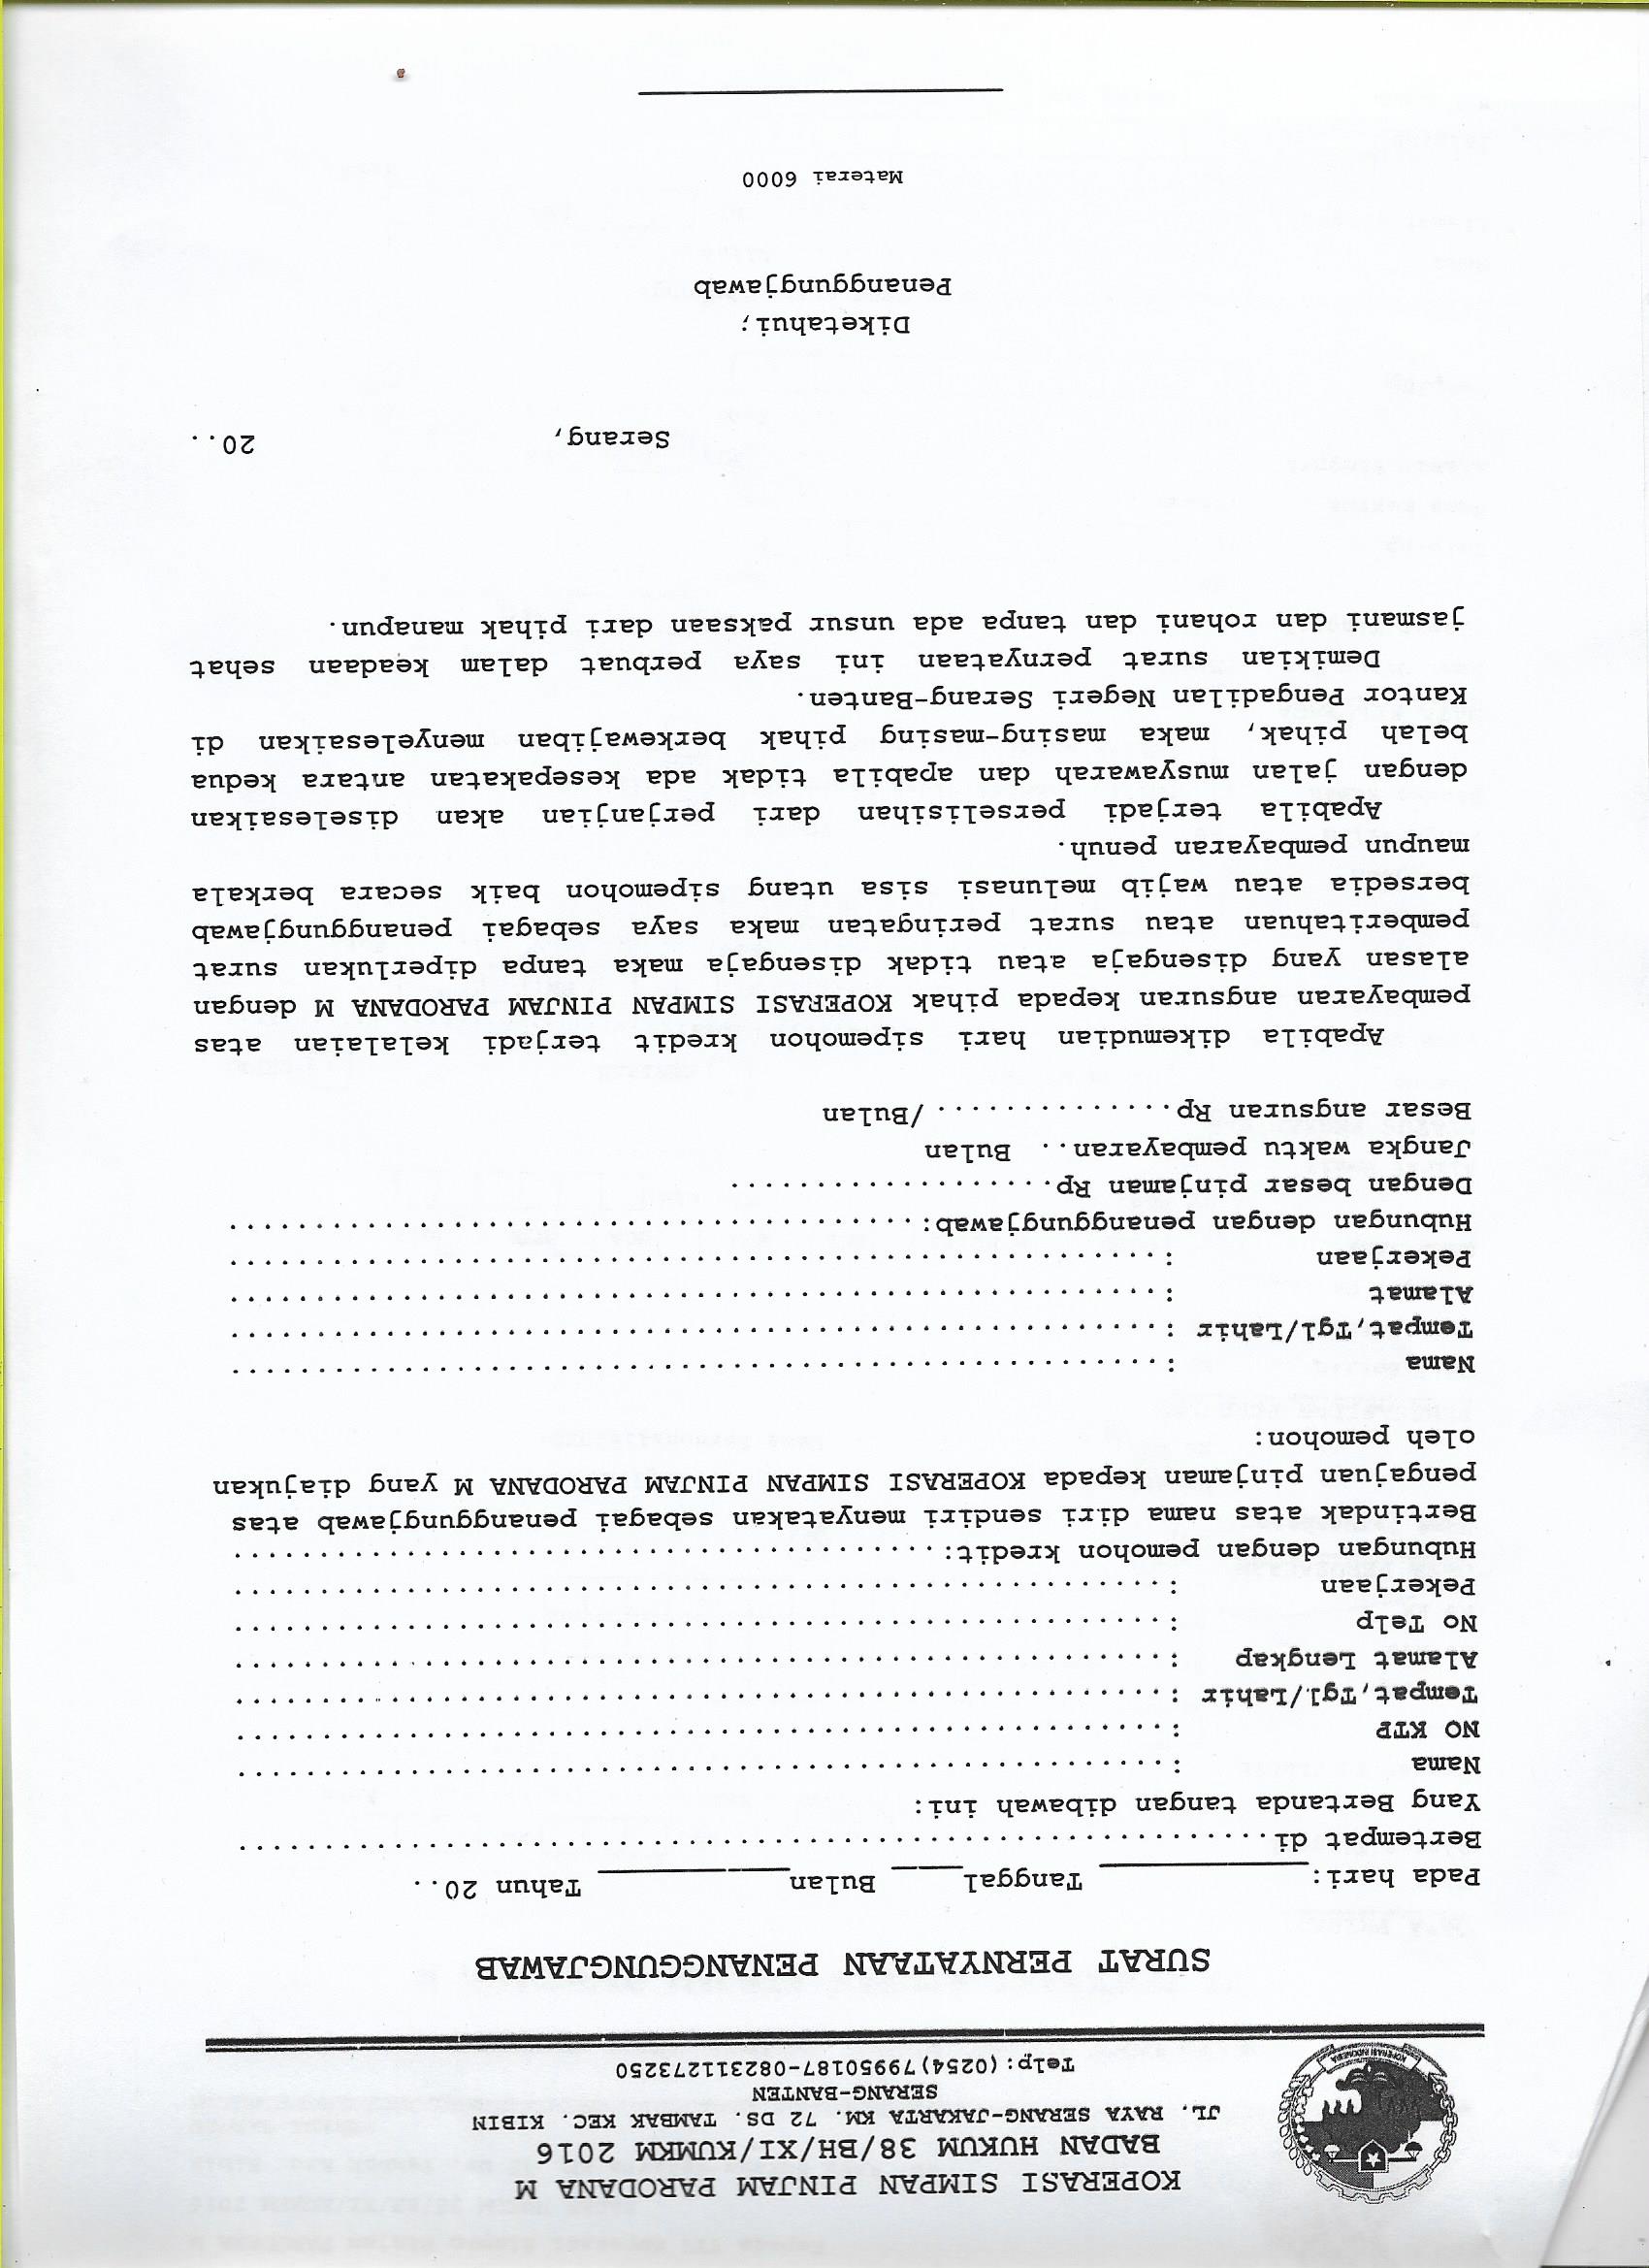 KOPERASI SIMPAN PINJAM PARODANA M
BADAN HUKUM 38/BH/XI/KUMKM 2016
JL. RAYA SERANG-JAKARTA KM. 72 DS. TAMBAK KEC. KIBIN
SERANG-BANTEN
Telp:(0254)79950187-082311273250
KOPERASI INDONESIA
SURAT PERNYATAAN PENANGGUNGJAWAB
Pada hari:____________ Tanggal____ Bulan___________ Tahun 20..
Bertempat di............................................................
Yang Bertanda tangan dibawah ini:
Nama :......................................................
NO KTP :......................................................
Tempat,Tgl/Lahir :......................................................
Alamat Lengkap :......................................................
No Telp :......................................................
Pekerjaan :......................................................
Hubungan dengan pemohon kredit:.........................................
Bertindak atas nama diri sendiri menyatakan sebagai penanggungjawab atas
pengajuan pinjaman kepada KOPERASI SIMPAN PINJAM PARODANA M yang diajukan
oleh pemohon:
Nama :......................................................
Tempat,Tgl/Lahir :......................................................
Alamat :......................................................
Pekerjaan :......................................................
Hubungan dengan penanggungjawab:........................................
Dengan besar pinjaman Rp...................
Jangka waktu pembayaran.. Bulan
Besar angsuran Rp............../Bulan
Apabila dikemudian hari sipemohon kredit terjadi kelalaian atas
pembayaran angsuran kepada pihak KOPERASI SIMPAN PINJAM PARODANA M dengan
alasan yang disengaja atau tidak disengaja maka tanpa diperlukan surat
pemberitahuan atau surat peringatan maka saya sebagai penanggungjawab
bersedia atau wajib melunasi sisa utang sipemohon baik secara berkala
maupun pembayaran penuh.
Apabila terjadi perselisihan dari perjanjian akan diselesaikan
dengan jalan musyawarah dan apabila tidak ada kesepakatan antara kedua
belah pihak, maka masing-masing pihak berkewajiban menyelesaikan di
Kantor Pengadilan Negeri Serang-Banten.
Demikian surat pernyataan ini saya perbuat dalam keadaan sehat
jasmani dan rohani dan tanpa ada unsur paksaan dari pihak manapun.
Serang, 20..
Diketahui;
Penanggungjawab
Materai 6000